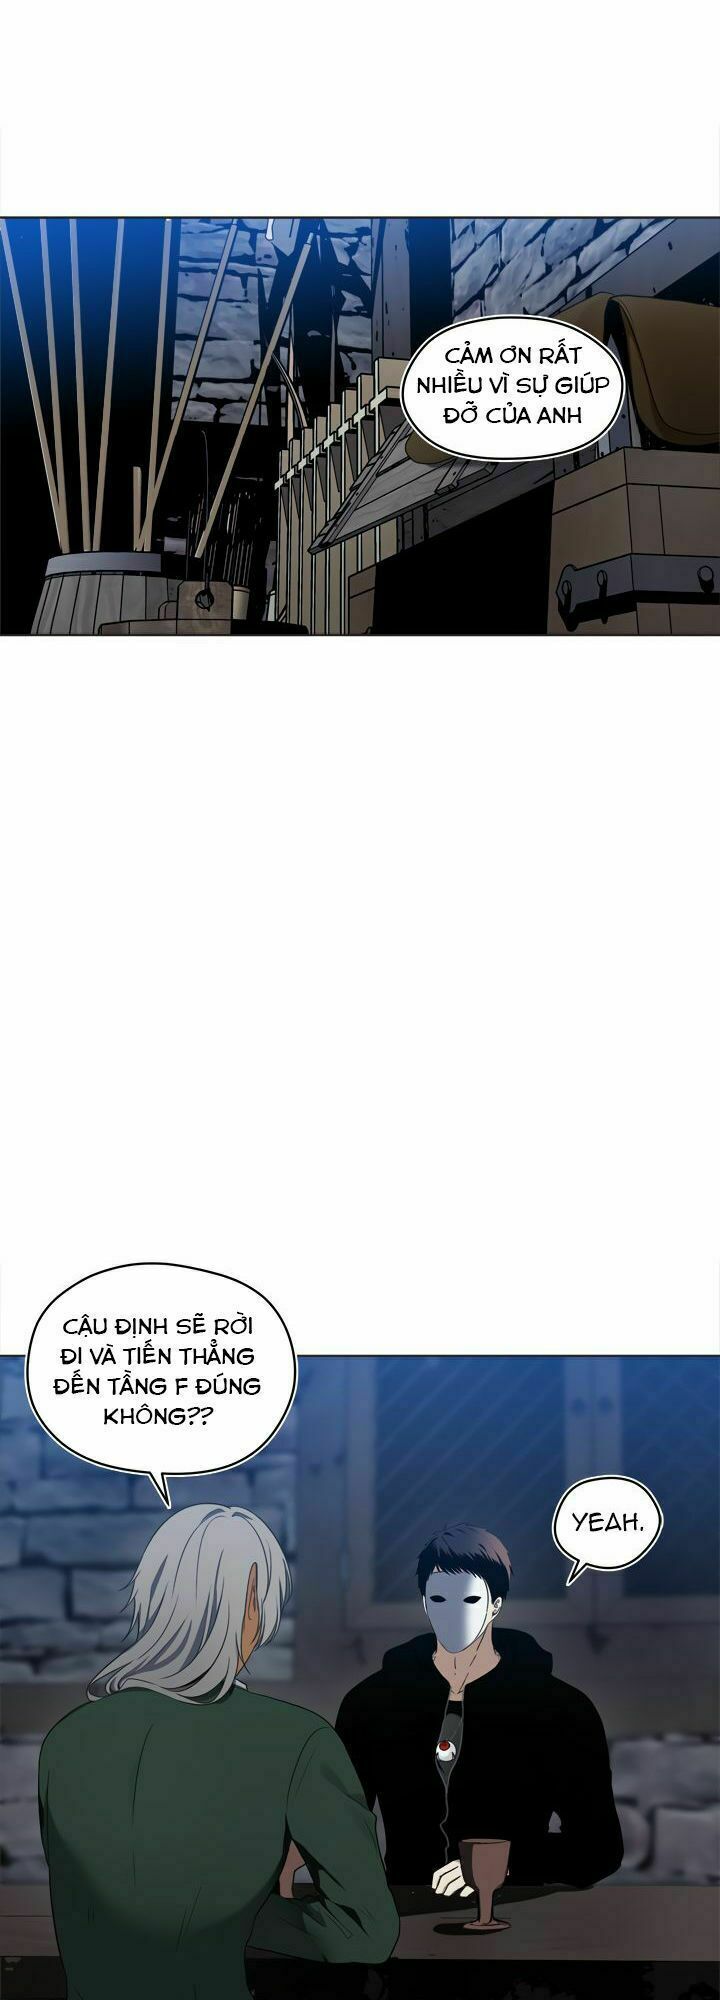 CẢM ƠN RẤT
NHIỀU VÌ SỰ GIÚP
ĐỠ CỦA ANH
CẬU ĐỊNH SẼ RỜI
ĐI VÀ TIẾN THẲNG
ĐẾN TẦNG F ĐÚNG
KHÔNG??
YEAH.